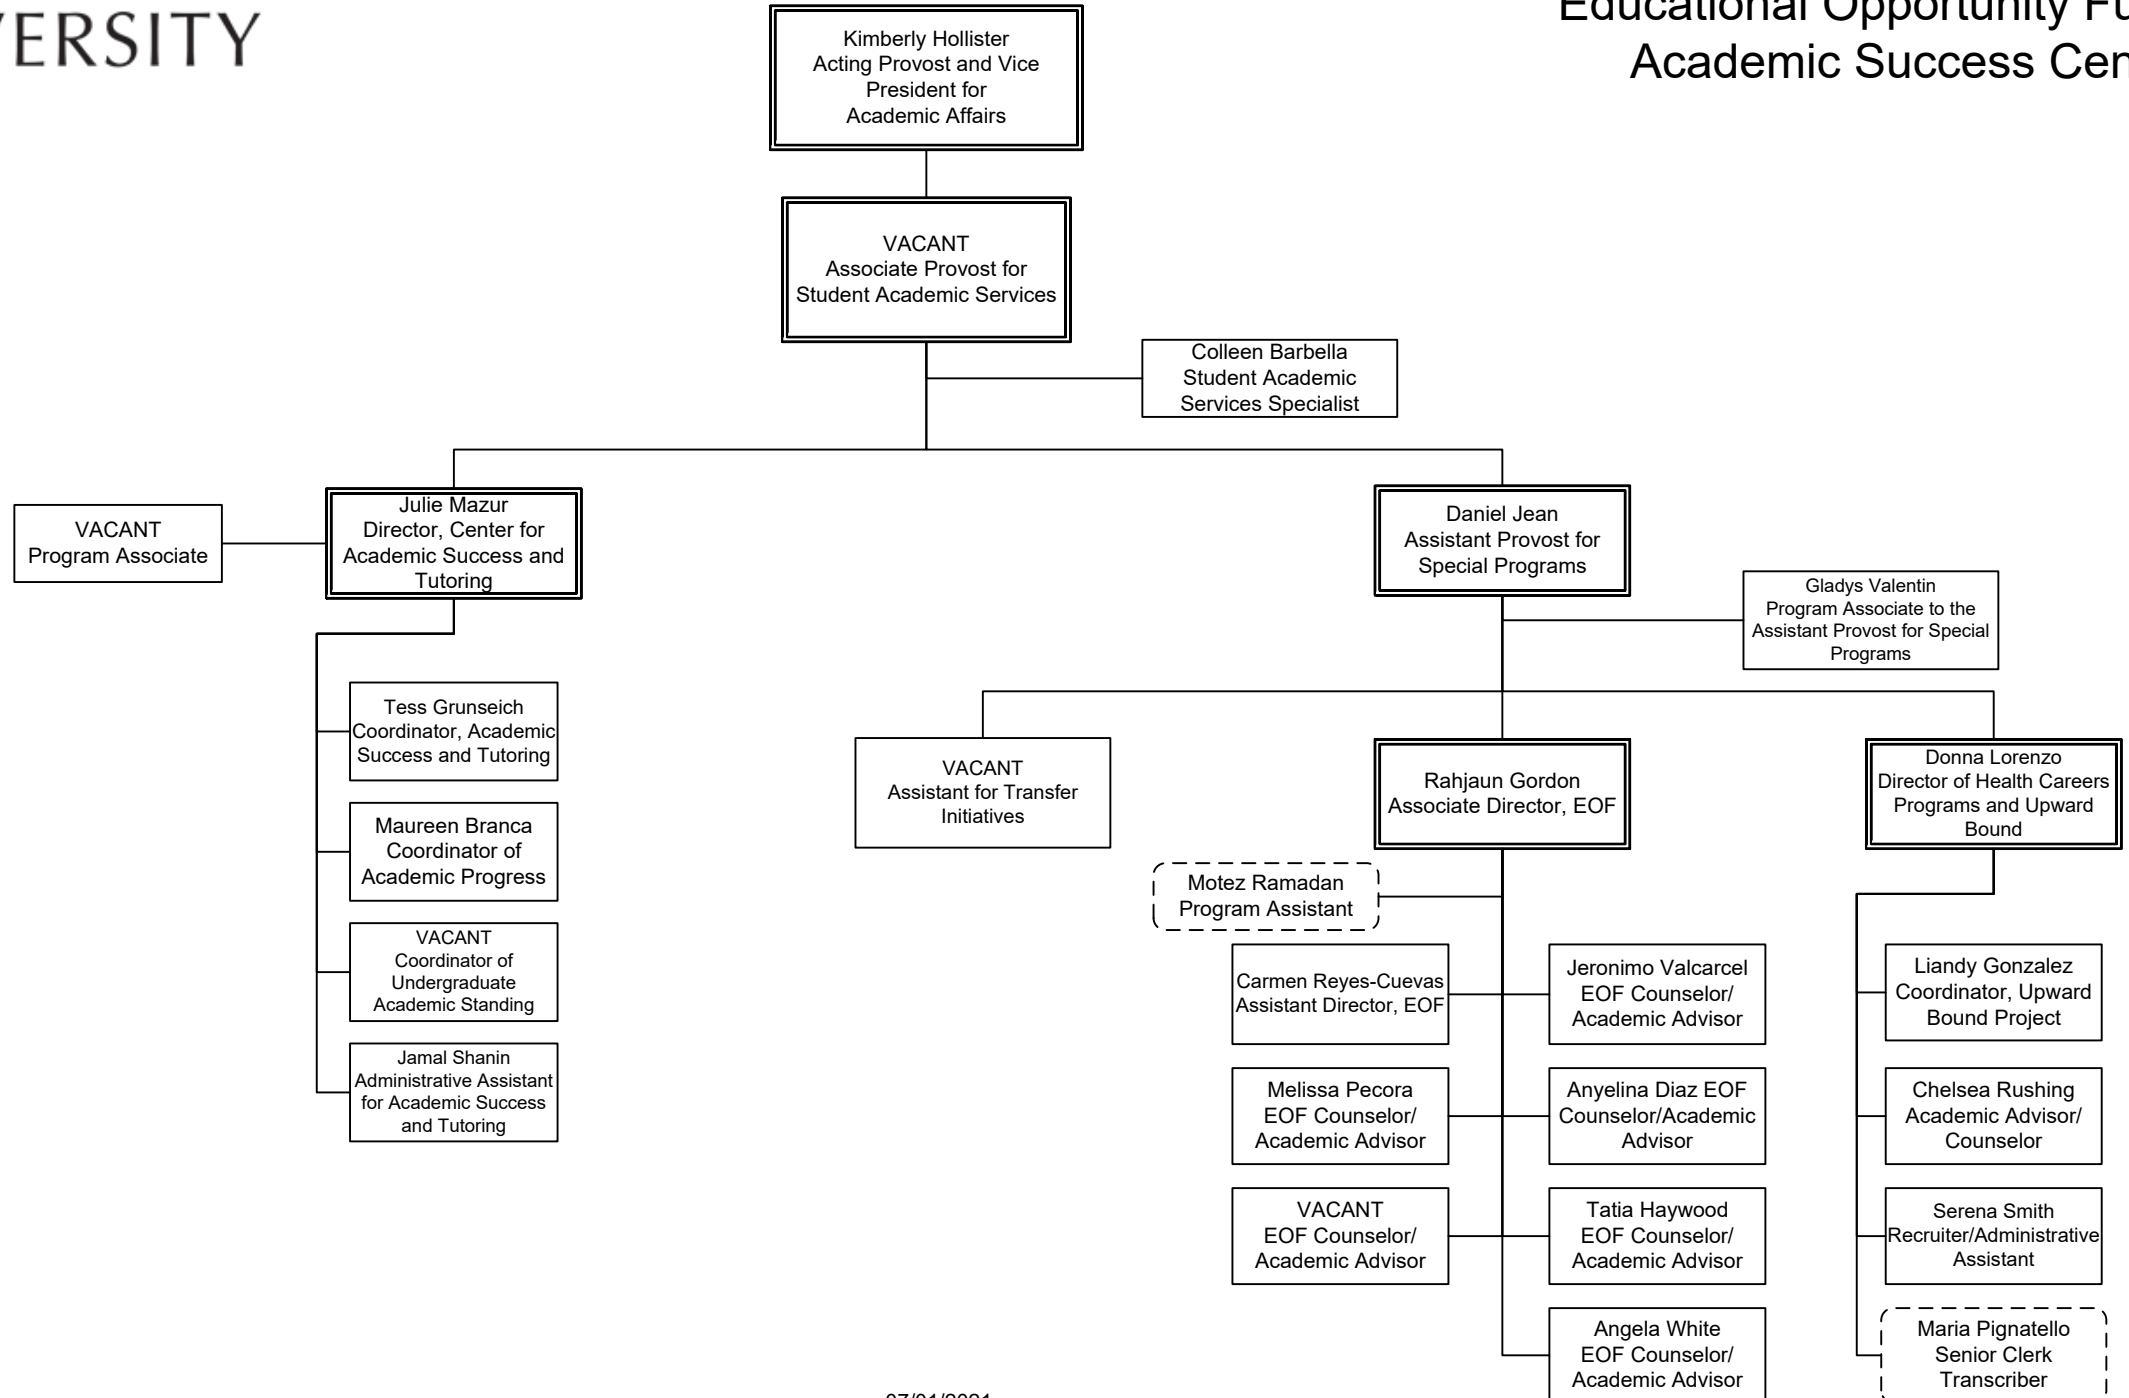 VERSITY
Educational Opportunity Fu
Academic Success Cen
Kimberly Hollister
Acting Provost and Vice
President for
Academic Affairs
VACANT
Associate Provost for
Student Academic Services
Colleen Barbella
Student Academic
Services Specialist
VACANT
Program Associate
Julie Mazur
Director, Center for
Academic Success and
Tutoring
Daniel Jean
Assistant Provost for
Special Programs
Gladys Valentin
Program Associate to the
Assistant Provost for Special
Programs
Tess Grunseich
Coordinator, Academic
Success and Tutoring
Maureen Branca
Coordinator of
Academic Progress
VACANT
Coordinator of
Undergraduate
Academic Standing
Jamal Shanin
Administrative Assistant
for Academic Success
and Tutoring
VACANT
Assistant for Transfer
Initiatives
Rahjaun Gordon
Associate Director, EOF
Donna Lorenzo
Director of Health Careers
Programs and Upward
Bound
Motez Ramadan
Program Assistant
Carmen Reyes-Cuevas
Assistant Director, EOF
Jeronimo Valcarcel
EOF Counselor/
Academic Advisor
Liandy Gonzalez
Coordinator, Upward
Bound Project
Melissa Pecora
EOF Counselor/
Academic Advisor
Anyelina Diaz EOF
Counselor/Academic
Advisor
Chelsea Rushing
Academic Advisor/
Counselor
VACANT
EOF Counselor/
Academic Advisor
Tatia Haywood
EOF Counselor/
Academic Advisor
Serena Smith
Recruiter/Administrative
Assistant
Angela White
EOF Counselor/
Academic Advisor
Maria Pignatello
Senior Clerk
Transcriber
07/01/2021